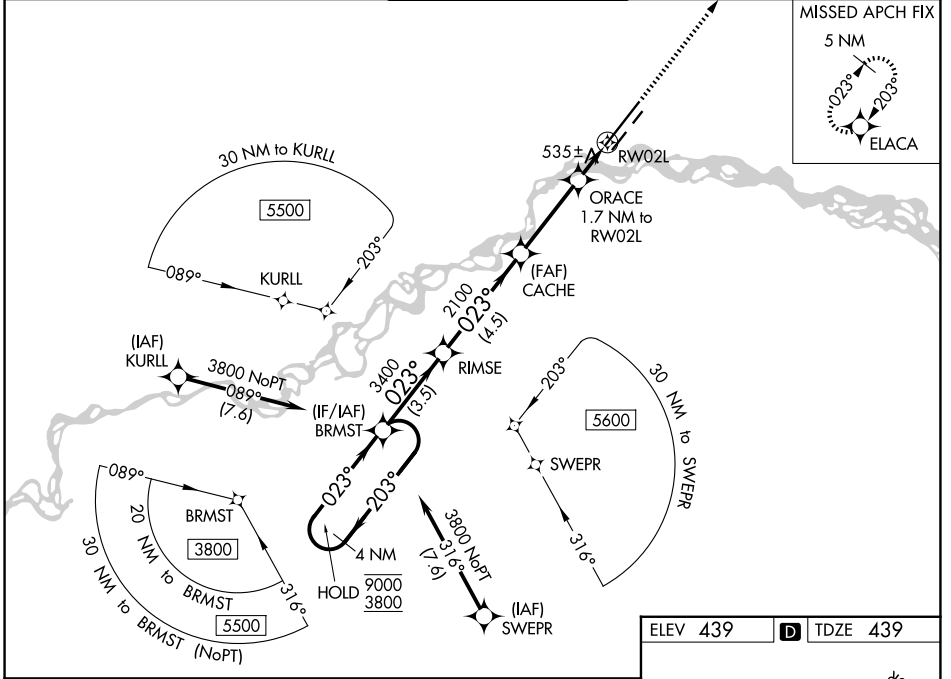 MISSED APCH FIX
5 NM
023°
203°
ELACA
30 NM to KURLL
5500
089°
203°
KURLL
535±
RW02L
ORACE
1.7 NM to
RW02L
(FAF)
CACHE
2100
023°
(4.5)
RIMSE
3400
023°
(3.5)
(IAF)
KURLL
3800 NoPT
089°
(7.6)
(IF/IAF)
BRMST
023°
203°
4 NM
HOLD
9000
3800
203°
30 NM to SWEPR
5600
SWEPR
316°
089°
BRMST
3800
20 NM to BRMST
316°
5500
30 NM to BRMST (NoPT)
3800 NoPT
316°
(7.6)
(IAF)
SWEPR
ELEV 439
D
TDZE 439